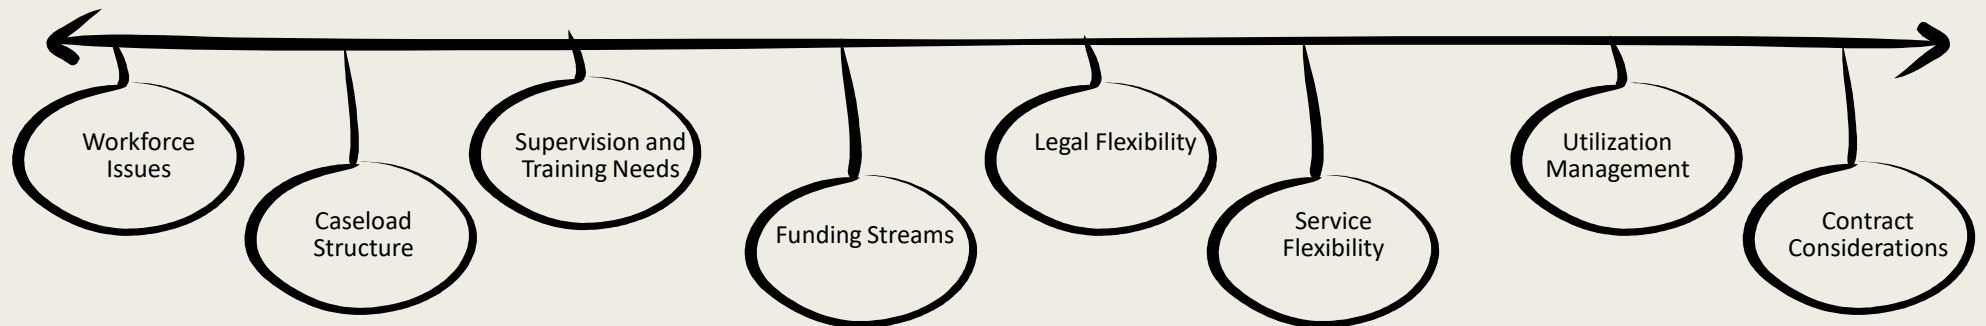 Workforce
Issues
Caseload
Structure
Supervision and
Training Needs
Funding Streams
Legal Flexibility
Service
Flexibility
Utilization
Management
Contract
Considerations